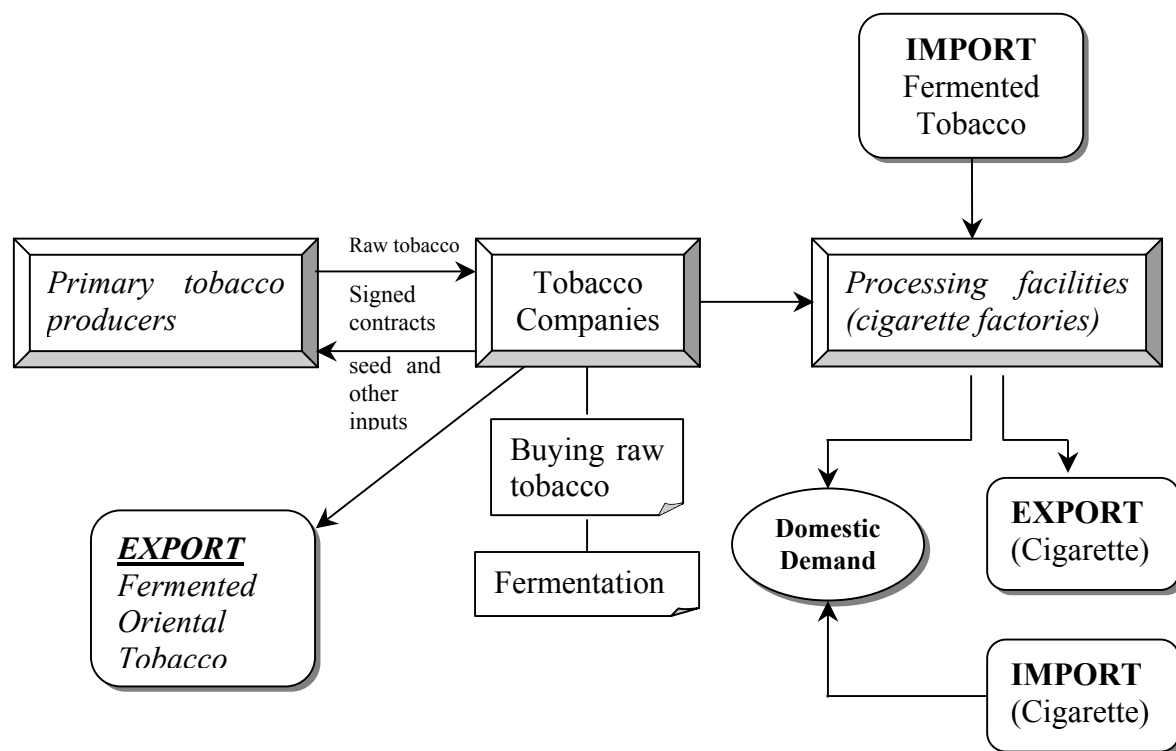 IMPORT
Fermented
Tobacco
Primary tobacco
producers
Raw tobacco
Signed
contracts
seed and
other
inputs
Tobacco
Companies
Processing facilities
(cigarette factories)
Buying raw
tobacco
Fermentation
EXPORT
Fermented
Oriental
Tobacco
Domestic
Demand
EXPORT
(Cigarette)
IMPORT
(Cigarette)